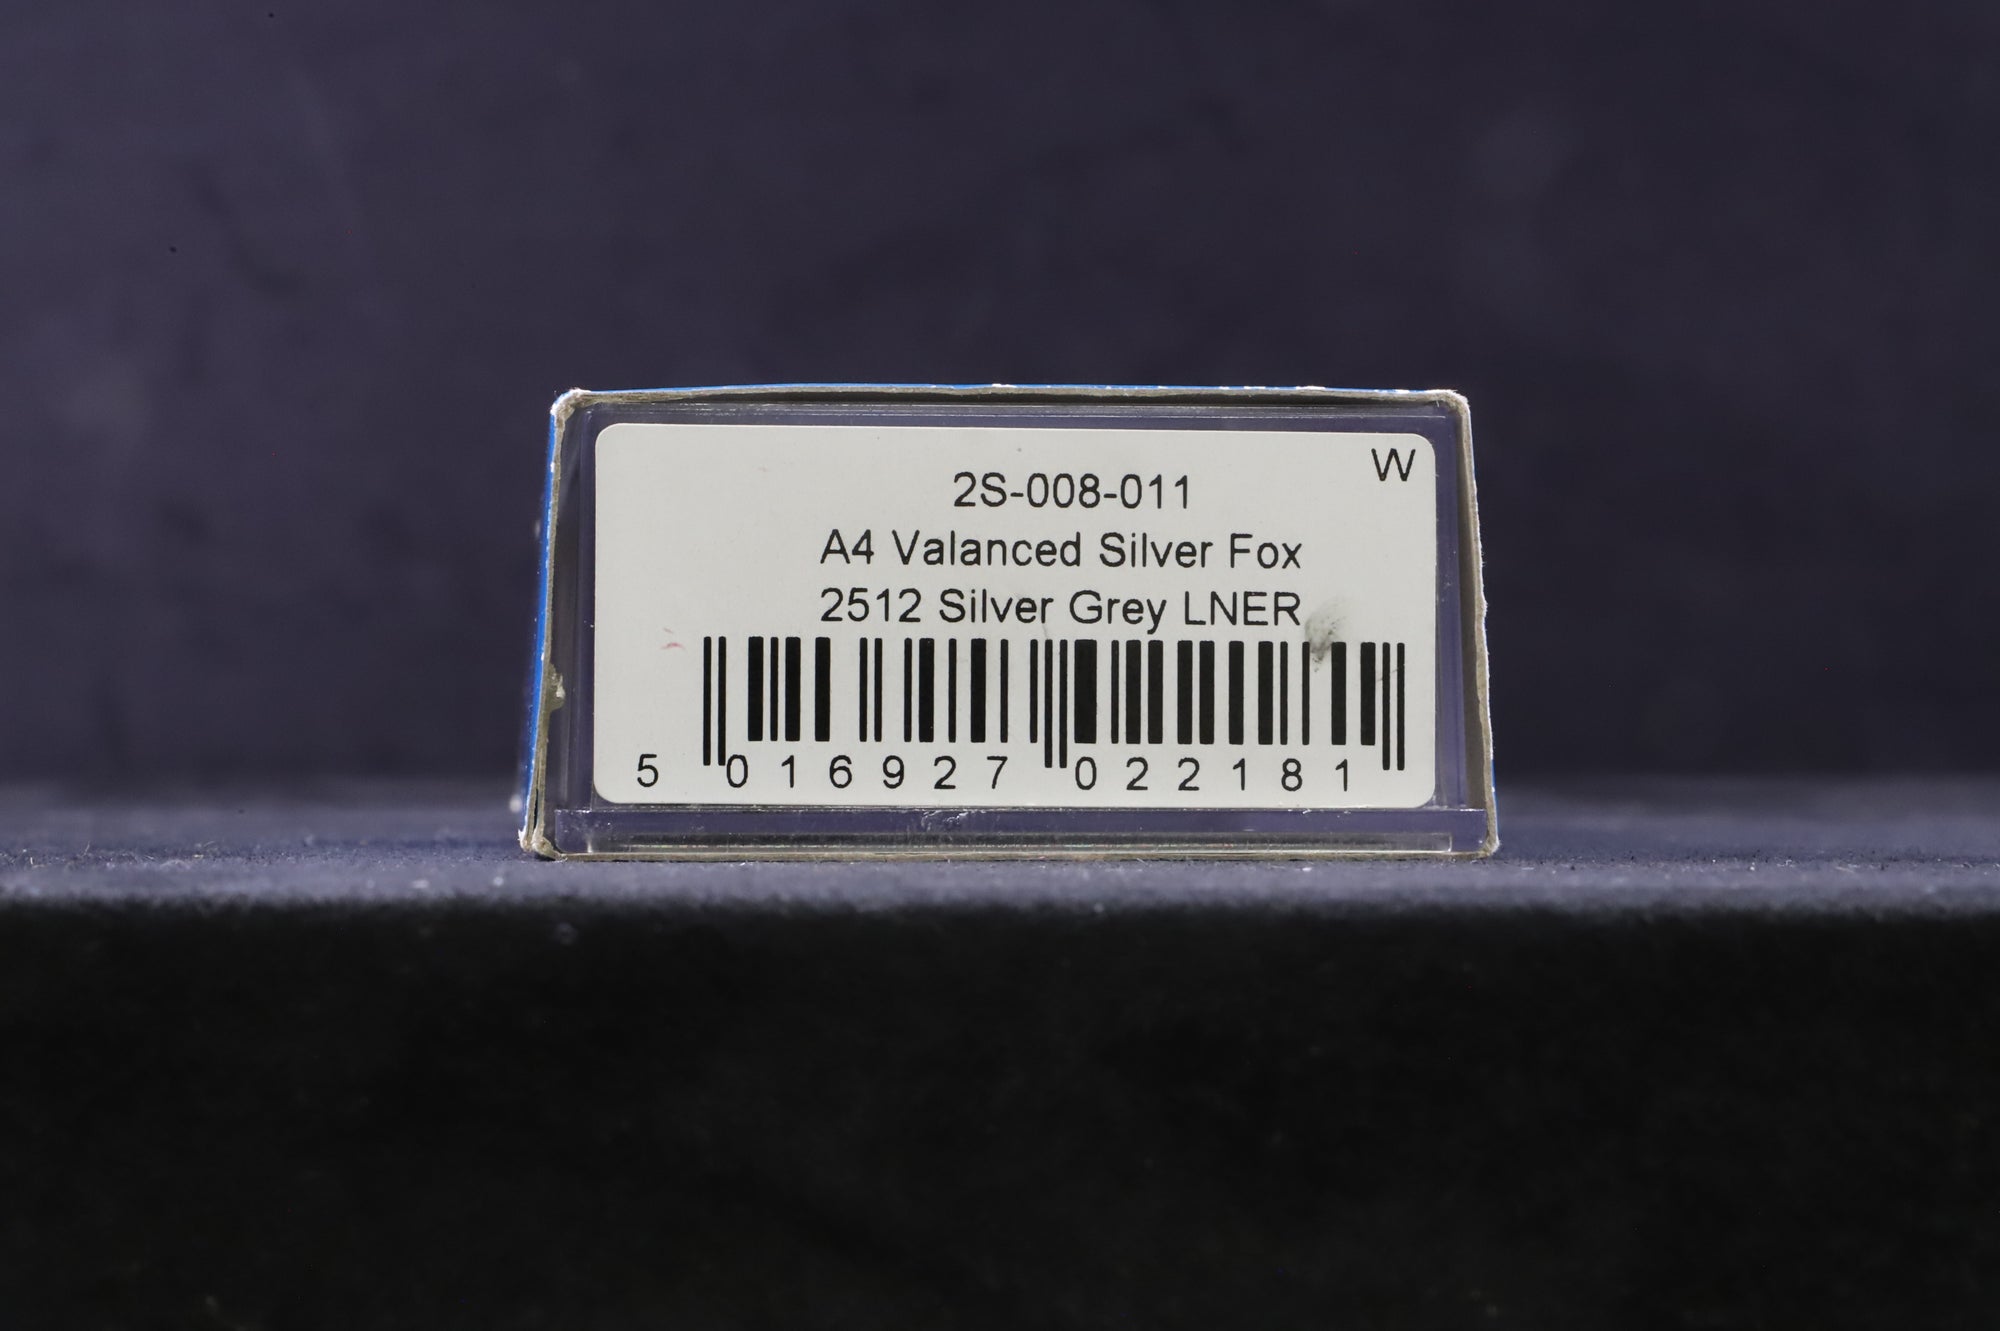 W
2S-008-011
A4 Valanced Silver Fox
2512 Silver Grey LNER
5 016927 022181